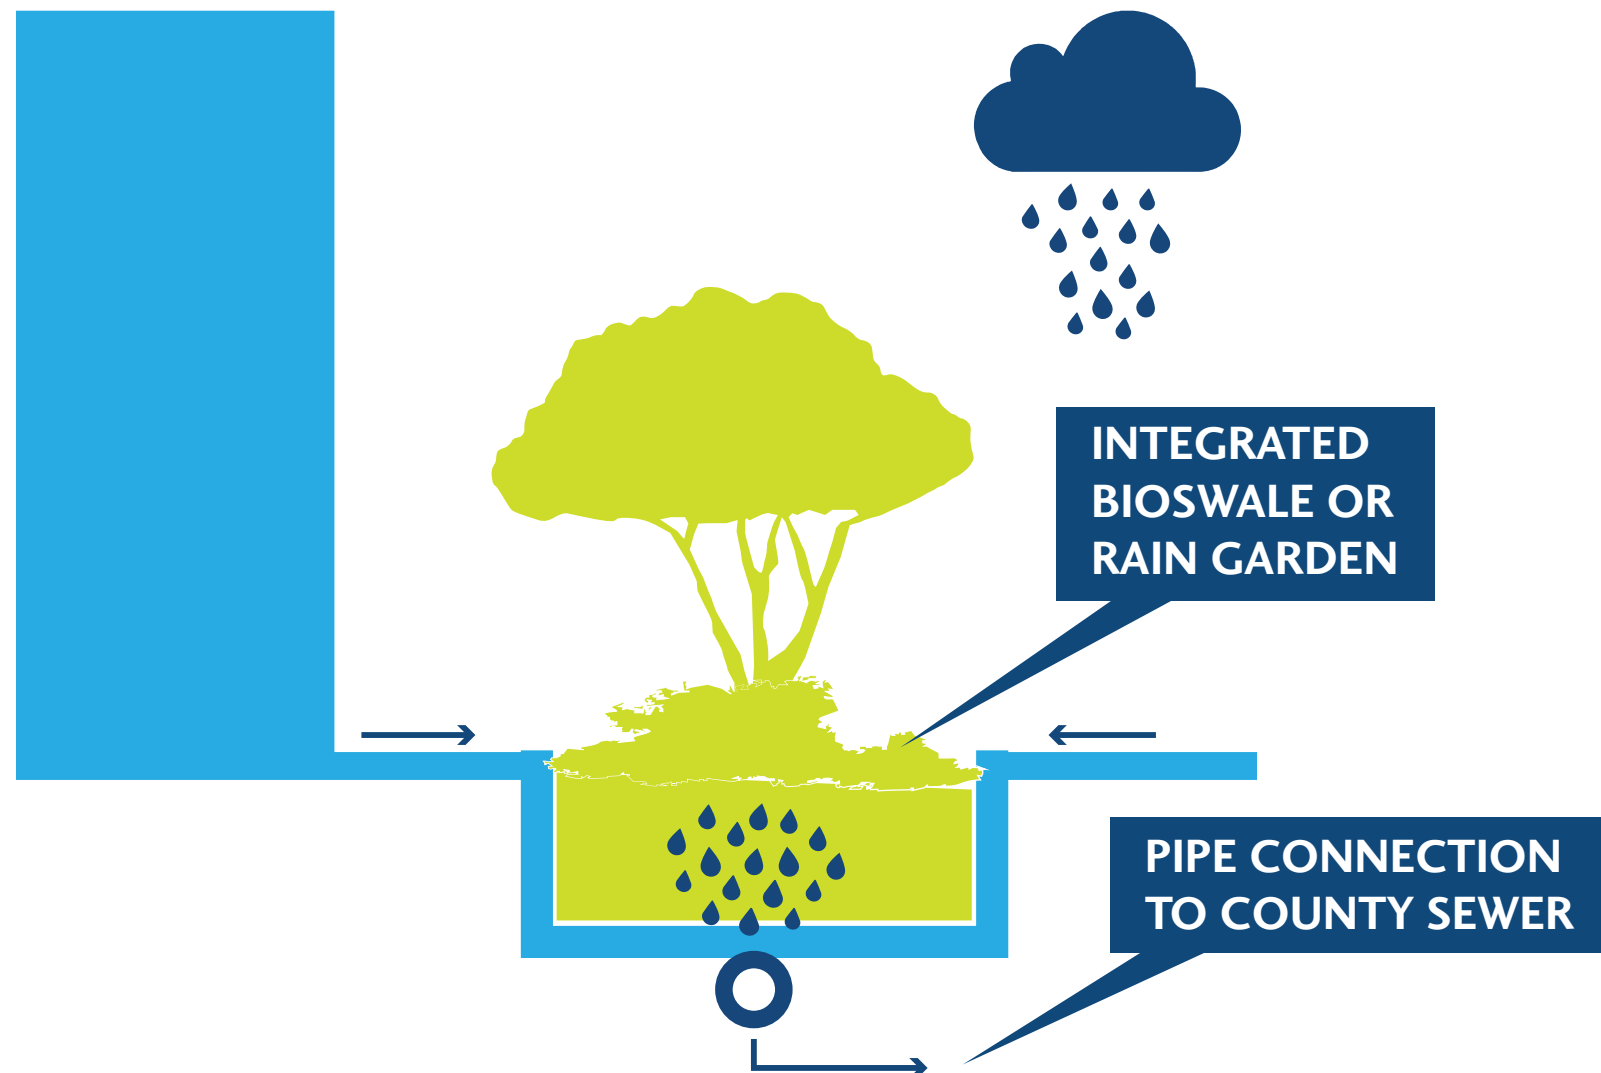 INTEGRATED
BIOSWALE OR
RAIN GARDEN
PIPE CONNECTION
TO COUNTY SEWER